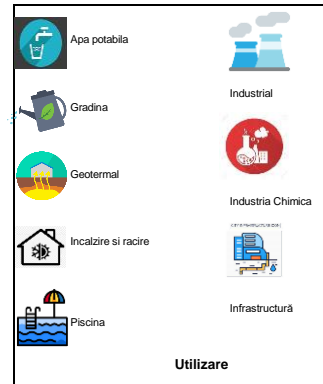 Apa potabila
Gradina
Geotermal
Incalzire si racire
Piscina
Industrial
Industria Chimica
Infrastructură
Utilizare